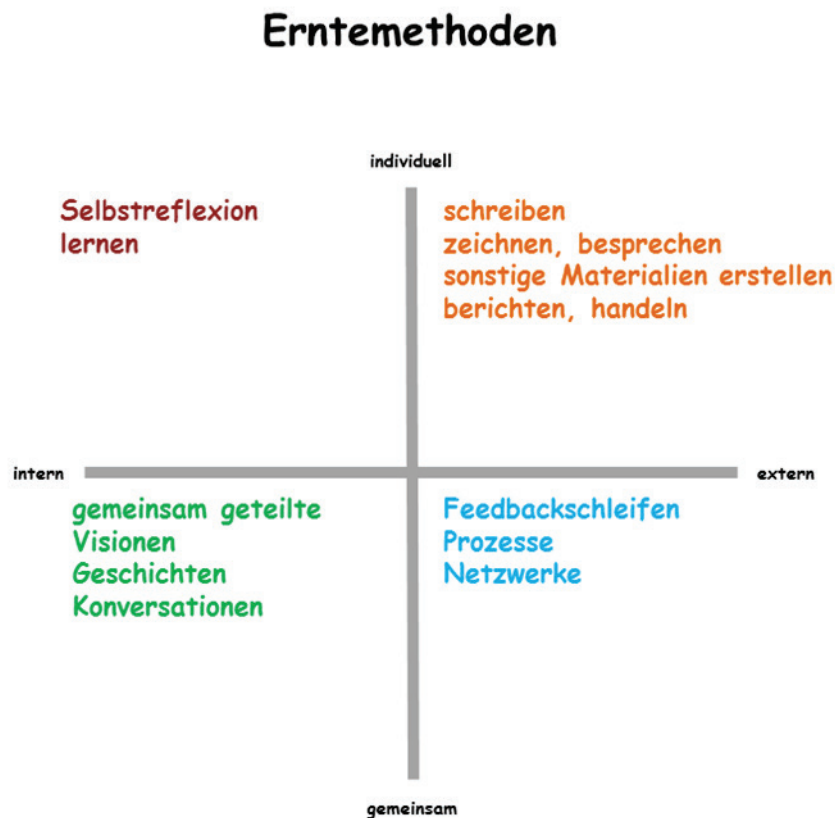 Erntemethoden
individuell
Selbstreflexion
lernen
schreiben
zeichnen, besprechen
sonstige Materialien erstellen
berichten, handeln
intern
extern
gemeinsam geteilte
Visionen
Geschichten
Konversationen
Feedbackschleifen
Prozesse
Netzwerke
gemeinsam